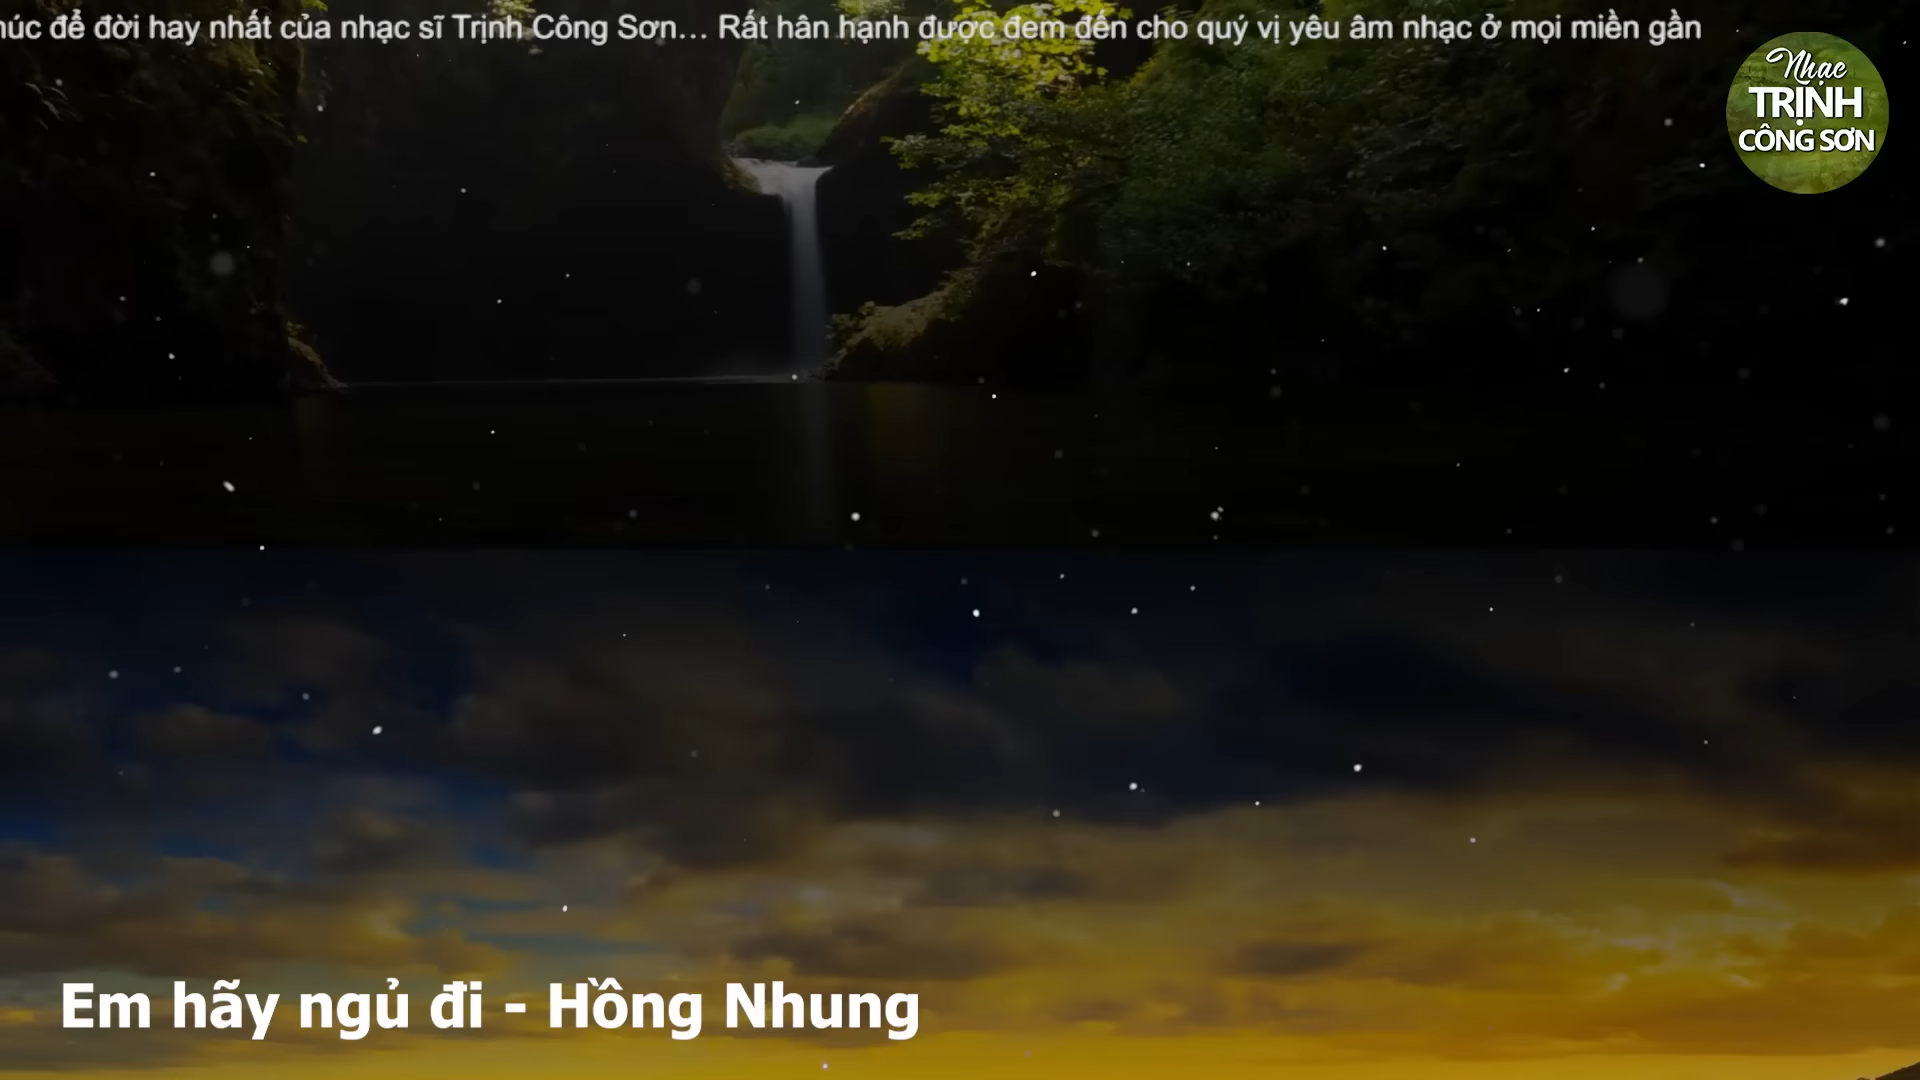 để đời hay nhất của nhạc sĩ Trịnh Công Sơn... Rất hân hạnh được đem đến cho quý vị yêu âm nhạc ở mọi miền gần
Nhạc
TRỊNH
CÔNG SƠN
Em hãy ngủ đi - Hồng Nhung